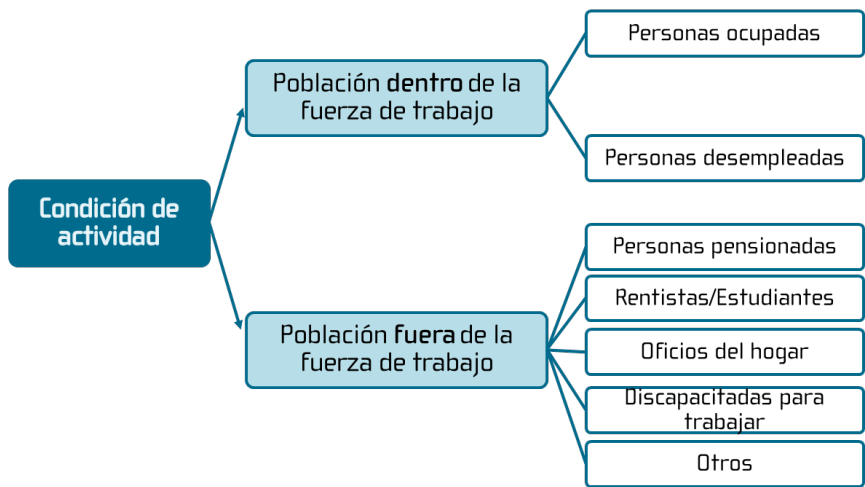 Condición de
actividad
Población dentro de la
fuerza de trabajo
Personas ocupadas
Personas desempleadas
Población fuera de la
fuerza de trabajo
Personas pensionadas
Rentistas/Estudiantes
Oficios del hogar
Discapacitadas para
trabajar
Otros